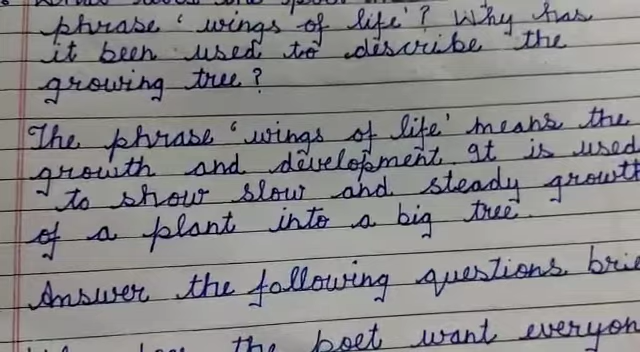 phrase 'wings of life'? Why has
it been used to describe the
growing tree?
The phrase 'wings of life' means the
growth and development. It is used
to show slow and steady growth
of a plant into a big tree.
Answer the following questions brie
the poet want everyon